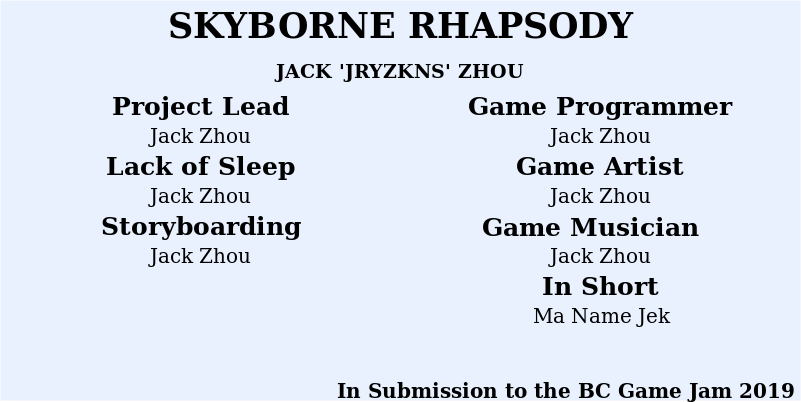 SKYBORNE RHAPSODY
JACK 'JRYZKNS' ZHOU
Project Lead
Jack Zhou
Lack of Sleep
Jack Zhou
Storyboarding
Jack Zhou
Game Programmer
Jack Zhou
Game Artist
Jack Zhou
Game Musician
Jack Zhou
In Short
Ma Name Jek
In Submission to the BC Game Jam 2019